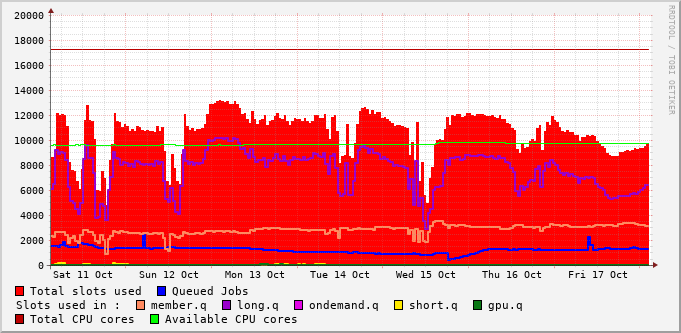 20000
18000
16000
14000
12000
10000
8000
6000
4000
2000
0
Sat 11 Oct Sun 12 Oct Mon 13 Oct Tue 14 Oct Wed 15 Oct Thu 16 Oct Fri 17 Oct
Total slots used Queued Jobs
Slots used in : member.q long.q ondemand.q short.q gpu.q
Total CPU cores Available CPU cores
RRDTOOL / TOBI OETIKER